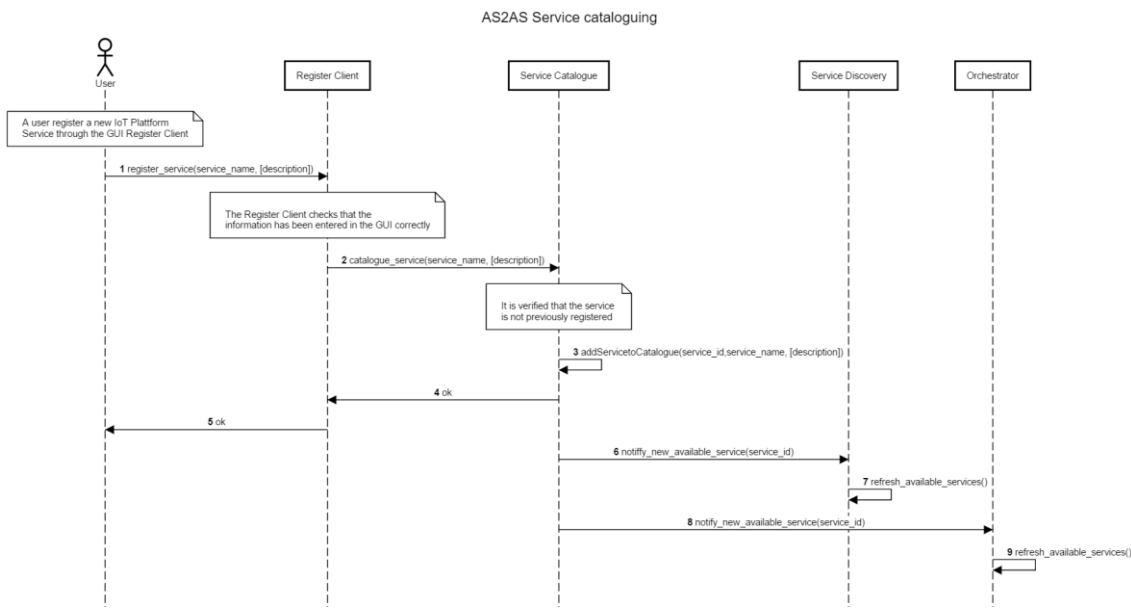 AS2AS Service cataloguing
User
Register Client
Service Catalogue
Service Discovery
Orchestrator
A user register a new IoT Plattform
Service through the GUI Register Client
1 register_service(service_name, [description])
The Register Client checks that the
information has been entered in the GUI correctly
2 catalogue_service(service_name, [description])
It is verified that the service
is not previously registered
3 addServicetoCatalogue(service_id,service_name, [description])
4 ok
5 ok
6 notiffy_new_available_service(service_id)
7 refresh_available_services()
8 notify_new_available_service(service_id)
9 refresh_available_services()